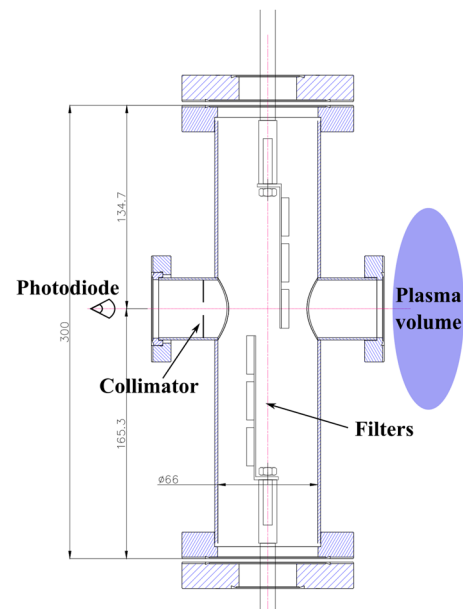 134.7
Photodiode
Plasma
volume
300
Collimator
165.3
Filters
ø66